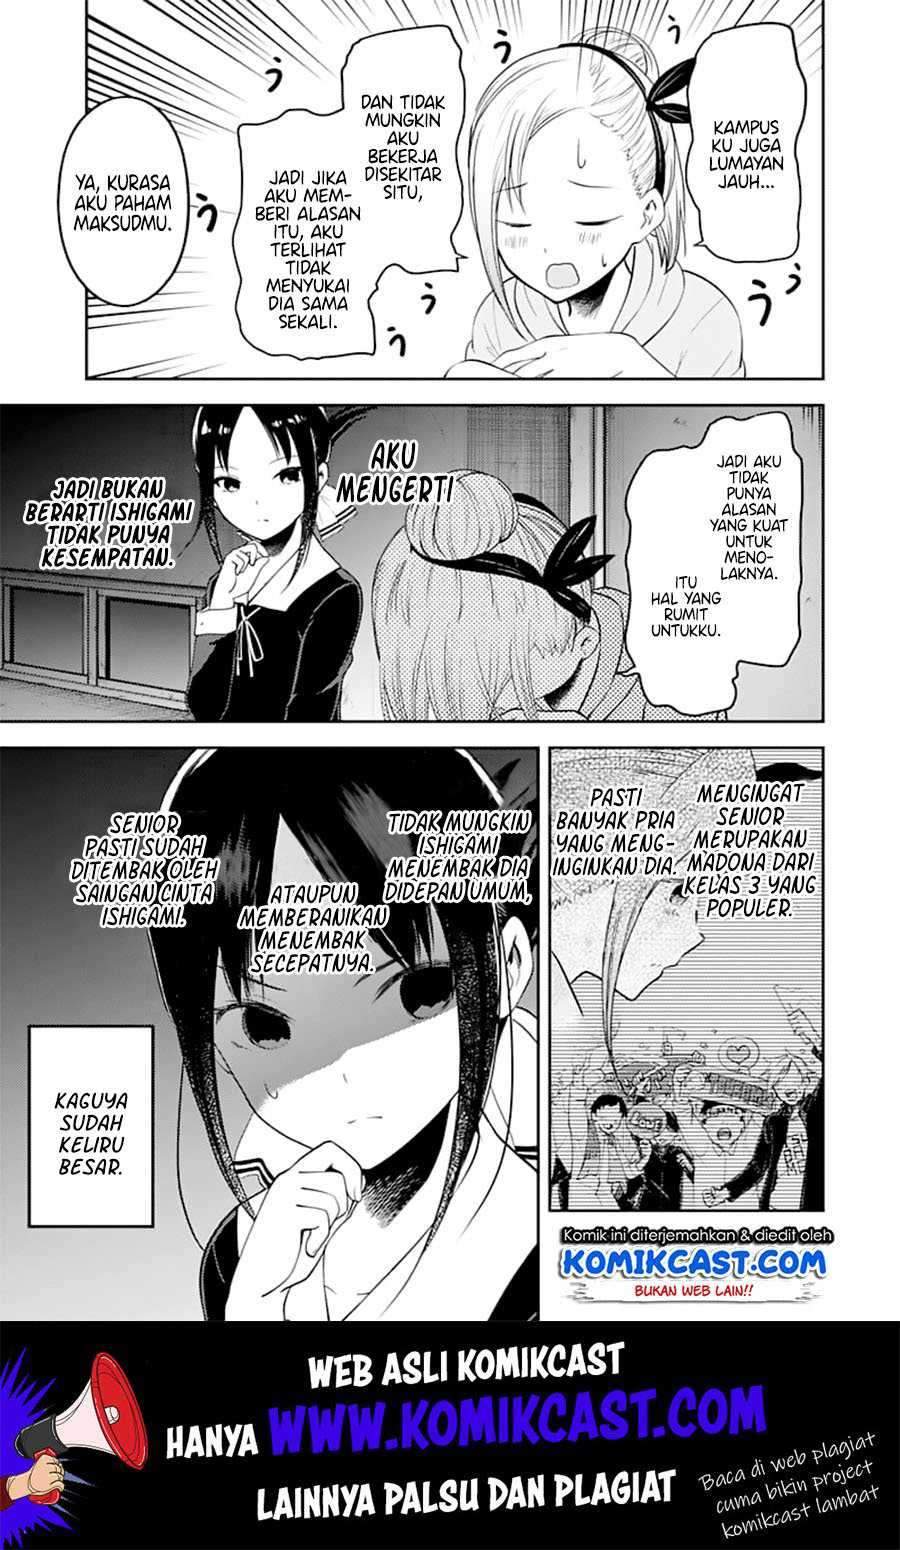 KAMPUS
KU JUGA
LUMAYAN
JAUH...
DAN TIDAK
MUNGKIN
AKU
BEKERJA
DISEKITAR
SITU,
JADI JIKA
AKU MEM-
BERI ALASAN
ITU, AKU
TERLIHAT
TIDAK
MENYUKAI
DIA SAMA
SEKALI.
YA, KURASA
AKU PAHAM
MAKSUDMU.
う
う
う
う
う
う
JADI AKU
TIDAK
PUNYA
ALASAN
YANG KUAT
UNTUK
MENO-
LAKNYA.
ITU
HAL YANG
RUMIT
UNTUKKU.
AKU
MENGERTI
JADI BUKAN
BERARTI ISHIGAMI
TIDAK PUNYA
KESEMPATAN.
MENGINGAT
SENIOR
MERUPAKAN
MADONA DARI
KELAS 3 YANG
POPULER.
PASTI
BANYAK PRIA
YANG MENG-
INGINKAN DIA.
TIDAK MUNGKIN
ISHIGAMI
MENEMBAK DIA
DIDEPAN UMUM,
ATAUPUN
MEMBERANIKAN
MENEMBAK
SECEPATNYA.
SENIOR
PASTI SUDAH
DITEMBAK OLEH
SAINGAN CINTA
ISHIGAMI.
KAGUYA
SUDAH
KELIRU
BESAR.
Komik ini diterjemahkan & diedit oleh
KOMIKCAST.COM
BUKAN WEB LAIN!!
WEB ASLI KOMIKCAST
HANYA WWW.KOMIKCAST.COM
LAINNYA PALSU DAN PLAGIAT
Baca di web plagiat
cuma bikin project
komikcast lambat